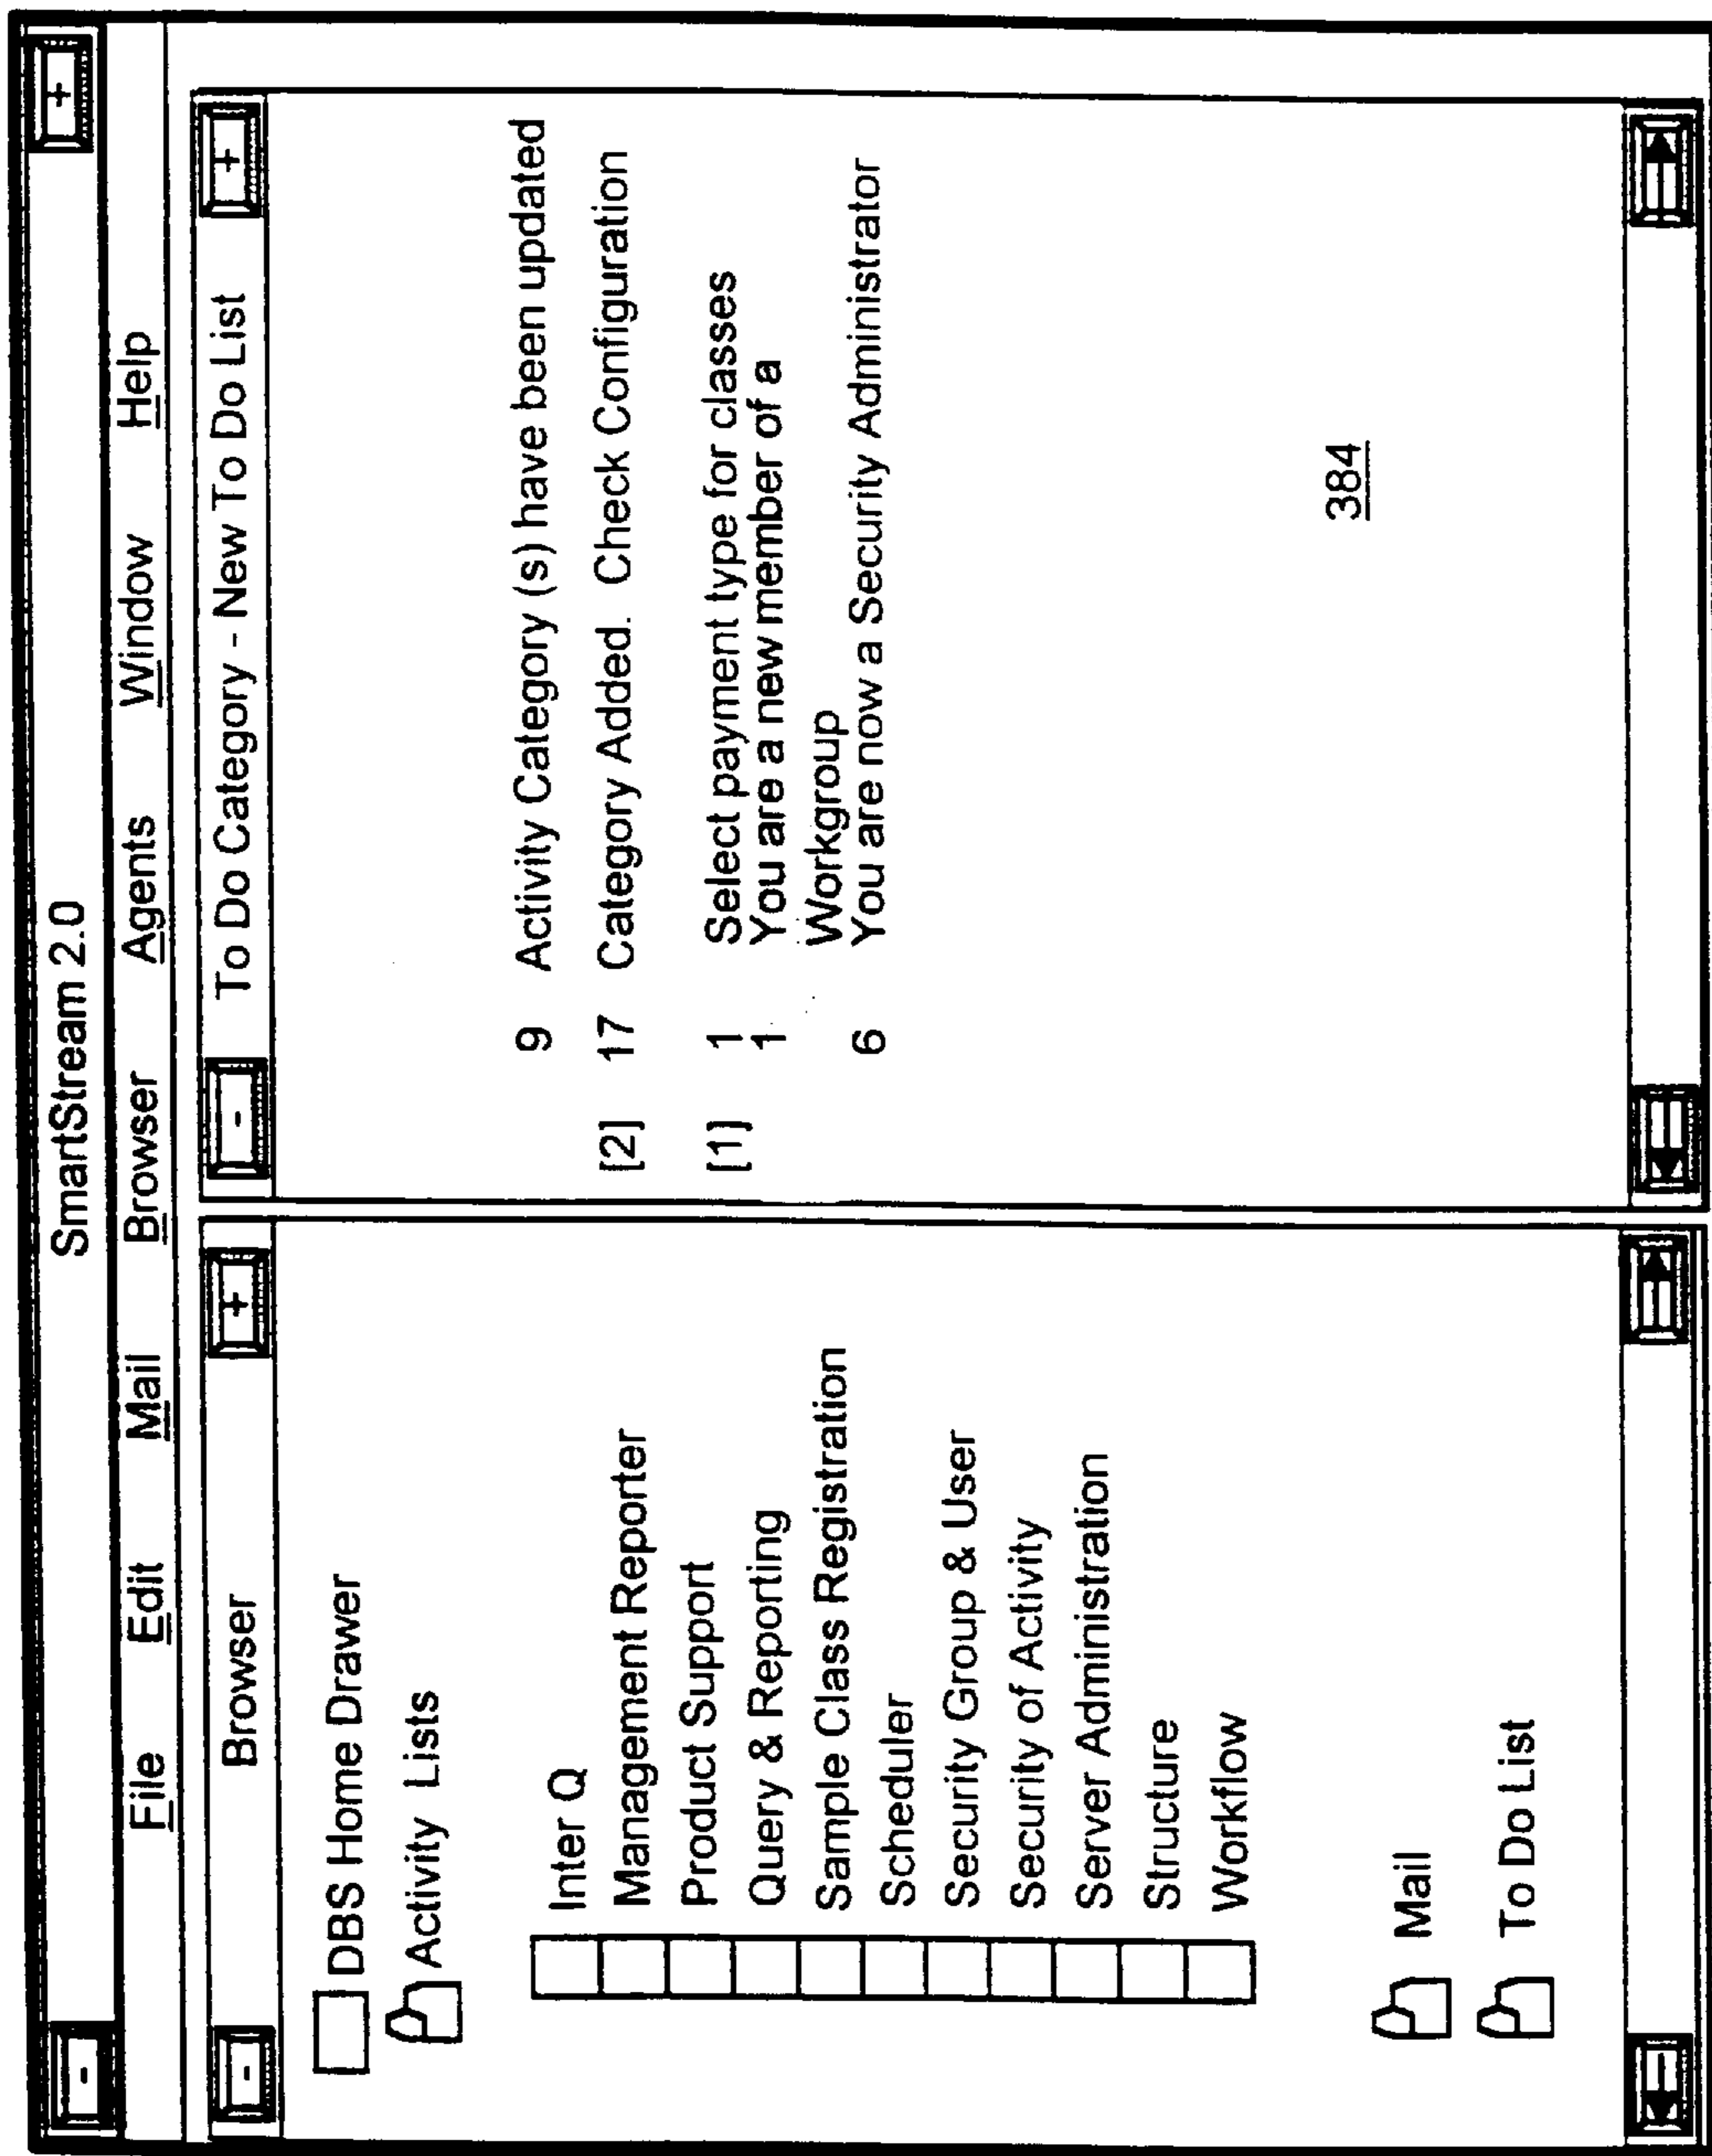 SmartStream 2.0
- +
File Edit Mail Browser Agents Window Help
- Browser +
DBS Home Drawer
Activity Lists
Inter Q
Management Reporter
Product Support
Query & Reporting
Sample Class Registration
Scheduler
Security Group & User
Security of Activity
Server Administration
Structure
Workflow
Mail
To Do List
- To Do Category - New To Do List +
9 Activity Category (s) have been updated
[2] 17 Category Added. Check Configuration
[1] 1 Select payment type for classes
1 You are a new member of a
Workgroup
6 You are now a Security Administrator
384